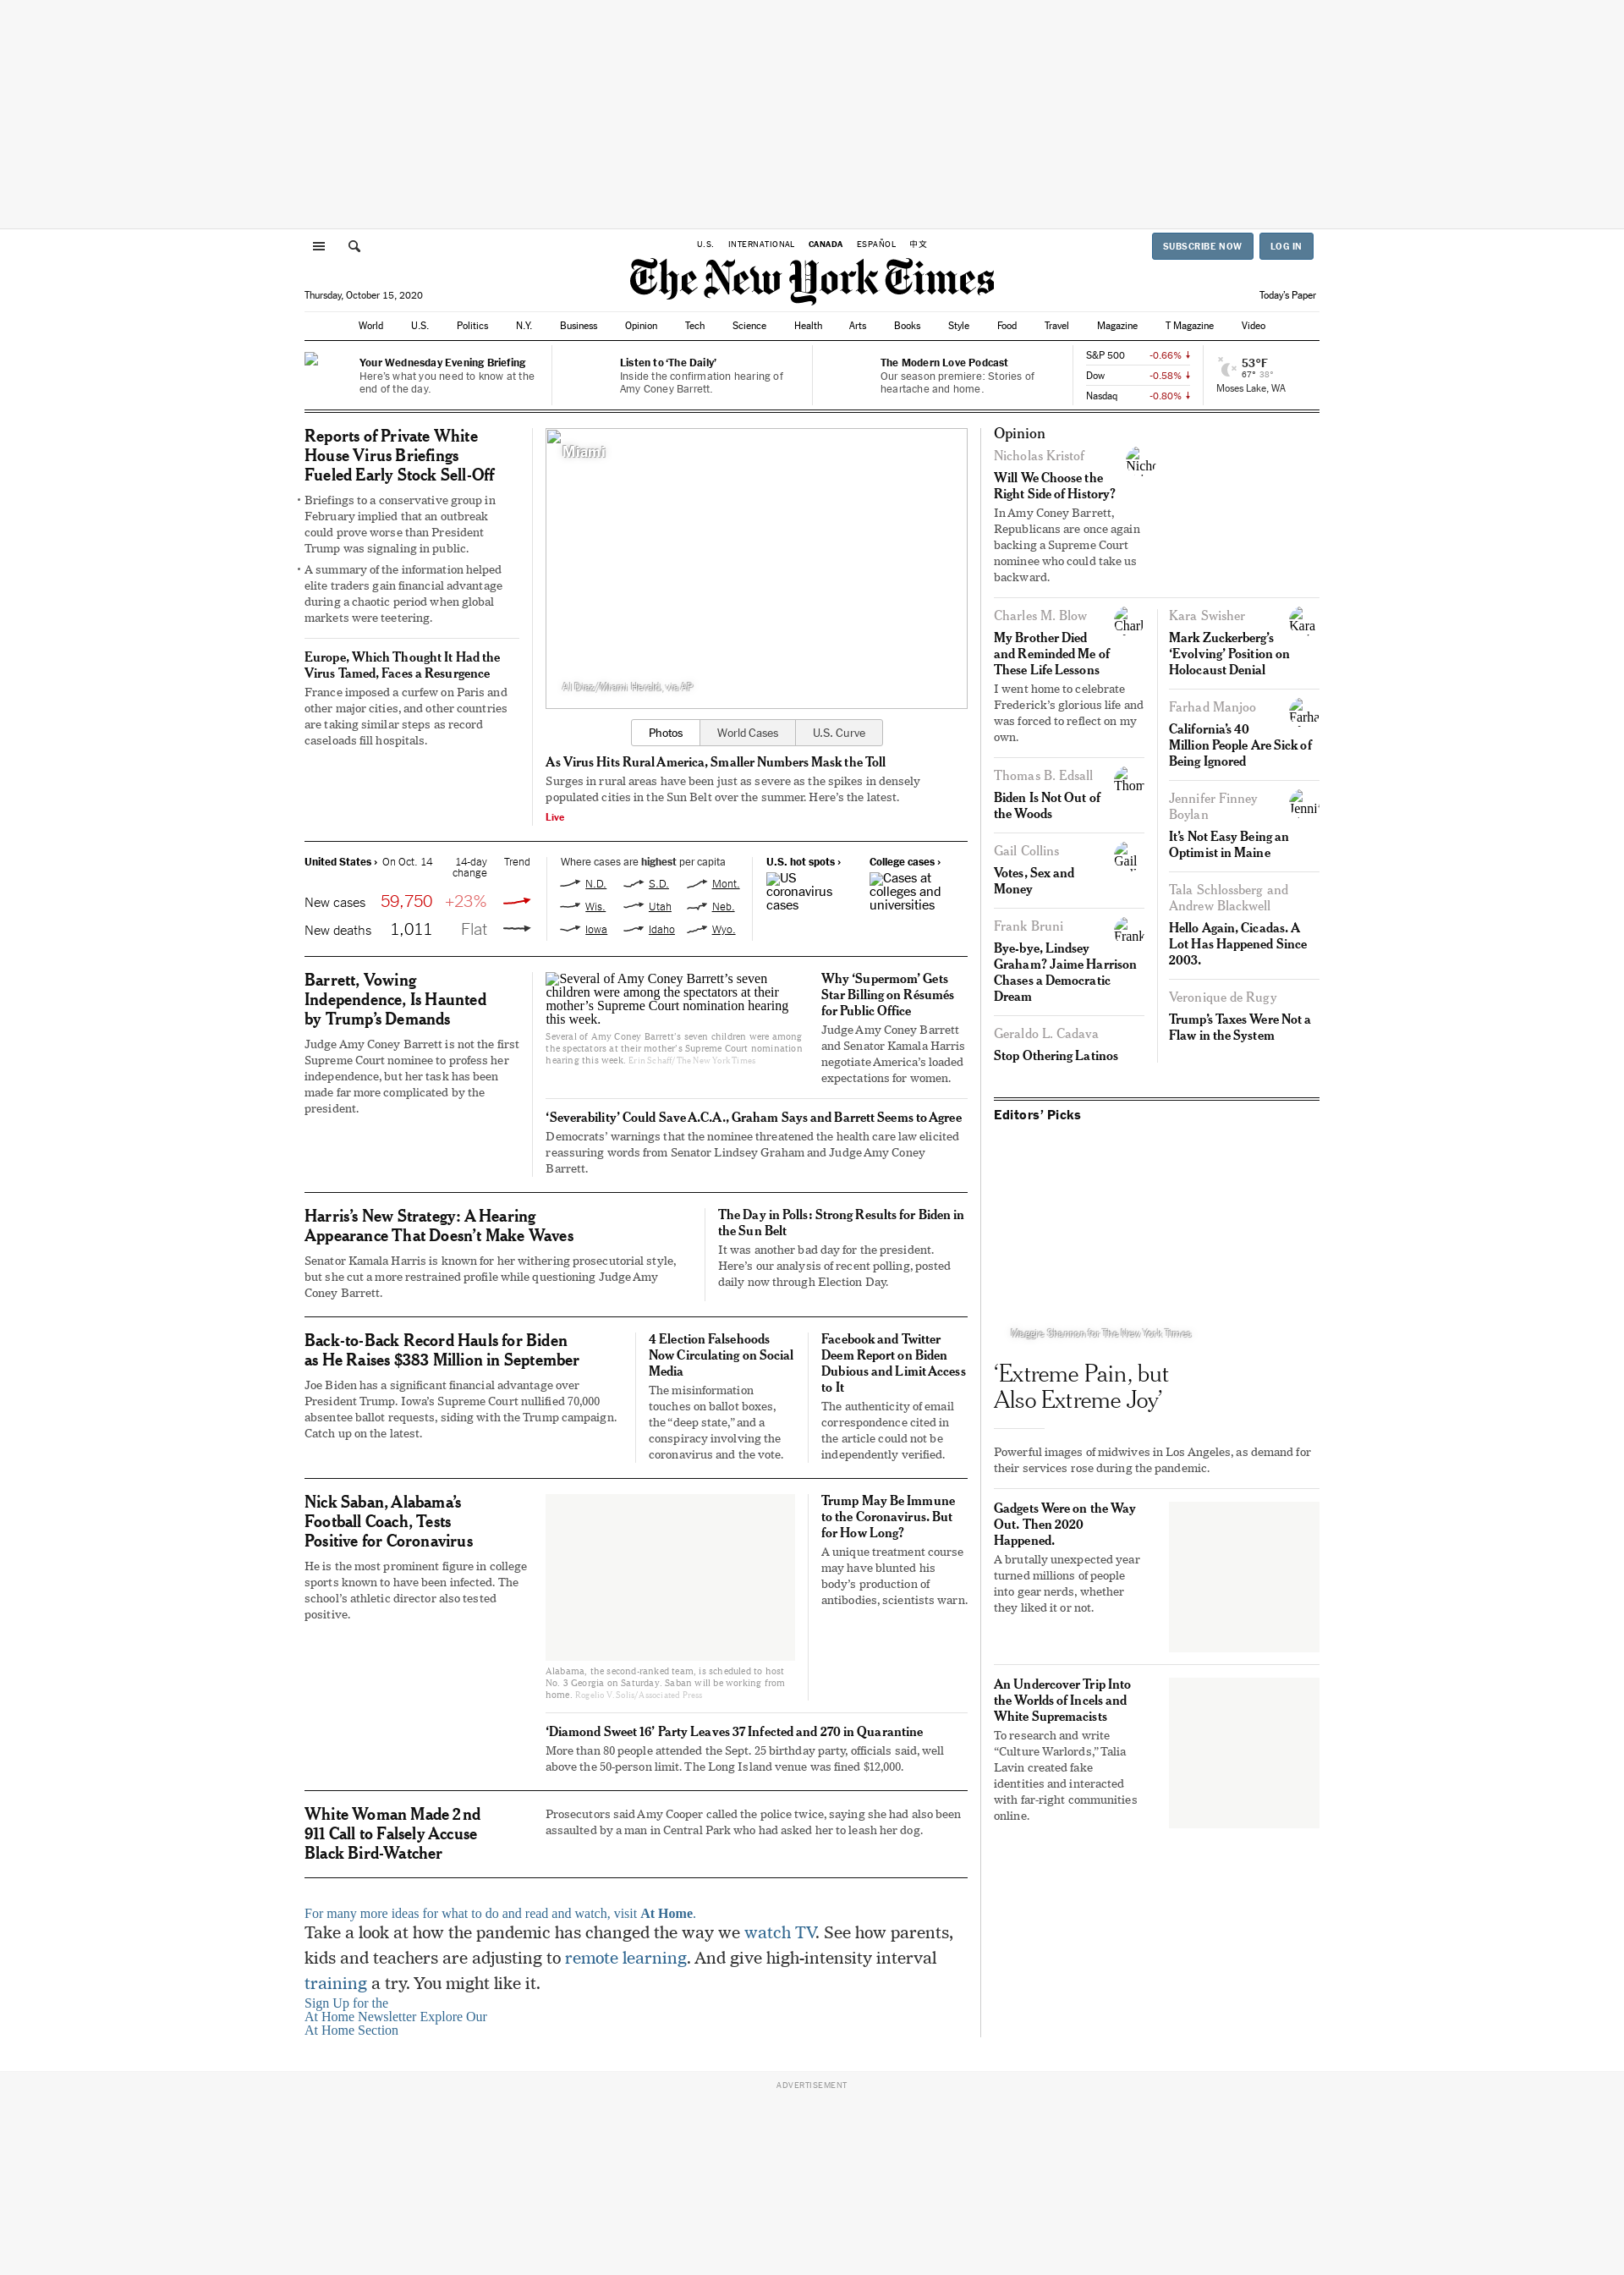 U.S. INTERNATIONAL CANADA ESPAÑOL 中文
SUBSCRIBE NOW LOG IN
The New York Times
Thursday, October 15, 2020
Today's Paper
World U.S. Politics N.Y. Business Opinion Tech Science Health Arts Books Style Food Travel Magazine T Magazine Video
Your Wednesday Evening Briefing
Here's what you need to know at the
end of the day.
Listen to 'The Daily'
Inside the confirmation hearing of
Amy Coney Barrett.
The Modern Love Podcast
Our season premiere: Stories of
heartache and home.
S&P 500 -0.66%
Dow -0.58%
Nasdaq -0.80%
53°F
67° 38°
Moses Lake, WA
Reports of Private White
House Virus Briefings
Fueled Early Stock Sell-Off
• Briefings to a conservative group in
February implied that an outbreak
could prove worse than President
Trump was signaling in public.
• A summary of the information helped
elite traders gain financial advantage
during a chaotic period when global
markets were teetering.
Europe, Which Thought It Had the
Virus Tamed, Faces a Resurgence
France imposed a curfew on Paris and
other major cities, and other countries
are taking similar steps as record
caseloads fill hospitals.
Miami
Al Diaz/Miami Herald, via AP
Photos World Cases U.S. Curve
As Virus Hits Rural America, Smaller Numbers Mask the Toll
Surges in rural areas have been just as severe as the spikes in densely
populated cities in the Sun Belt over the summer. Here's the latest.
Live
United States › On Oct. 14 14-day Trend
change
New cases 59,750 +23%
New deaths 1,011 Flat
Where cases are highest per capita
N.D. S.D. Mont.
Wis. Utah Neb.
Iowa Idaho Wyo.
U.S. hot spots ›
US
coronavirus
cases
College cases ›
Cases at
colleges and
universities
Barrett, Vowing
Independence, Is Haunted
by Trump's Demands
Judge Amy Coney Barrett is not the first
Supreme Court nominee to profess her
independence, but her task has been
made far more complicated by the
president.
Several of Amy Coney Barrett's seven
children were among the spectators at their
mother's Supreme Court nomination hearing
this week.
Several of Amy Coney Barrett's seven children were among
the spectators at their mother's Supreme Court nomination
hearing this week. Erin Schaff/The New York Times
Why 'Supermom' Gets
Star Billing on Résumés
for Public Office
Judge Amy Coney Barrett
and Senator Kamala Harris
negotiate America's loaded
expectations for women.
'Severability' Could Save A.C.A., Graham Says and Barrett Seems to Agree
Democrats' warnings that the nominee threatened the health care law elicited
reassuring words from Senator Lindsey Graham and Judge Amy Coney
Barrett.
Harris's New Strategy: A Hearing
Appearance That Doesn't Make Waves
Senator Kamala Harris is known for her withering prosecutorial style,
but she cut a more restrained profile while questioning Judge Amy
Coney Barrett.
The Day in Polls: Strong Results for Biden in
the Sun Belt
It was another bad day for the president.
Here's our analysis of recent polling, posted
daily now through Election Day.
Back-to-Back Record Hauls for Biden
as He Raises $383 Million in September
Joe Biden has a significant financial advantage over
President Trump. Iowa's Supreme Court nullified 70,000
absentee ballot requests, siding with the Trump campaign.
Catch up on the latest.
4 Election Falsehoods
Now Circulating on Social
Media
The misinformation
touches on ballot boxes,
the "deep state," and a
conspiracy involving the
coronavirus and the vote.
Facebook and Twitter
Deem Report on Biden
Dubious and Limit Access
to It
The authenticity of email
correspondence cited in
the article could not be
independently verified.
Nick Saban, Alabama's
Football Coach, Tests
Positive for Coronavirus
He is the most prominent figure in college
sports known to have been infected. The
school's athletic director also tested
positive.
Alabama, the second-ranked team, is scheduled to host
No. 3 Georgia on Saturday. Saban will be working from
home. Rogelio V. Solis/Associated Press
Trump May Be Immune
to the Coronavirus. But
for How Long?
A unique treatment course
may have blunted his
body's production of
antibodies, scientists warn.
'Diamond Sweet 16' Party Leaves 37 Infected and 270 in Quarantine
More than 80 people attended the Sept. 25 birthday party, officials said, well
above the 50-person limit. The Long Island venue was fined $12,000.
White Woman Made 2nd
911 Call to Falsely Accuse
Black Bird-Watcher
Prosecutors said Amy Cooper called the police twice, saying she had also been
assaulted by a man in Central Park who had asked her to leash her dog.
For many more ideas for what to do and read and watch, visit At Home.
Take a look at how the pandemic has changed the way we watch TV. See how parents,
kids and teachers are adjusting to remote learning. And give high-intensity interval
training a try. You might like it.
Sign Up for the
At Home Newsletter Explore Our
At Home Section
Opinion
Nicholas Kristof
Will We Choose the
Right Side of History?
In Amy Coney Barrett,
Republicans are once again
backing a Supreme Court
nominee who could take us
backward.
Charles M. Blow
My Brother Died
and Reminded Me of
These Life Lessons
I went home to celebrate
Frederick's glorious life and
was forced to reflect on my
own.
Thomas B. Edsall
Thom
Biden Is Not Out of
the Woods
Gail Collins
Gail
Votes, Sex and
Money
Frank Bruni
Frank
Bye-bye, Lindsey
Graham? Jaime Harrison
Chases a Democratic
Dream
Geraldo L. Cadava
Stop Othering Latinos
Kara Swisher
Kara
Mark Zuckerberg's
'Evolving' Position on
Holocaust Denial
Farhad Manjoo
California's 40
Million People Are Sick of
Being Ignored
Jennifer Finney
Boylan
It's Not Easy Being an
Optimist in Maine
Tala Schlossberg and
Andrew Blackwell
Hello Again, Cicadas. A
Lot Has Happened Since
2003.
Veronique de Rugy
Trump's Taxes Were Not a
Flaw in the System
Editors' Picks
Maggie Shannon for The New York Times
'Extreme Pain, but
Also Extreme Joy'
Powerful images of midwives in Los Angeles, as demand for
their services rose during the pandemic.
Gadgets Were on the Way
Out. Then 2020
Happened.
A brutally unexpected year
turned millions of people
into gear nerds, whether
they liked it or not.
An Undercover Trip Into
the Worlds of Incels and
White Supremacists
To research and write
"Culture Warlords," Talia
Lavin created fake
identities and interacted
with far-right communities
online.
ADVERTISEMENT